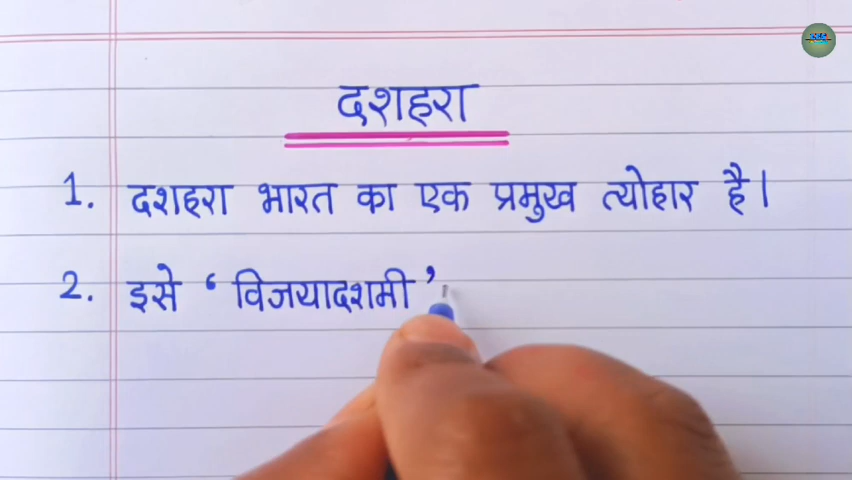 दशहरा
1. दशहरा भारत का एक प्रमुख त्योहार है।
2. इसे ‘विजयादशमी’